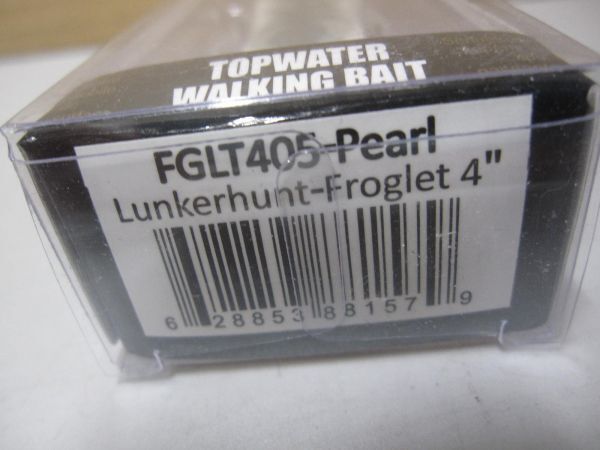 TOPWATER
WALKING BAIT
FGLT405-Pearl
Lunkerhunt-Froglet 4"
6 28853 88157 9